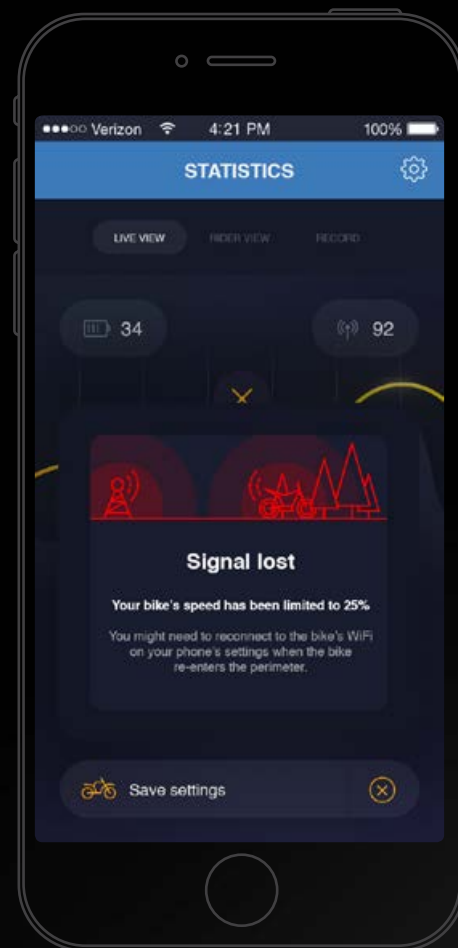 Verizon 4:21 PM 100%
STATISTICS
LIVE VIEW RIDER VIEW RECORD
34 92
Signal lost
Your bike's speed has been limited to 25%
You might need to reconnect to the bike's WiFi
on your phone's settings when the bike
re-enters the perimeter.
Save settings